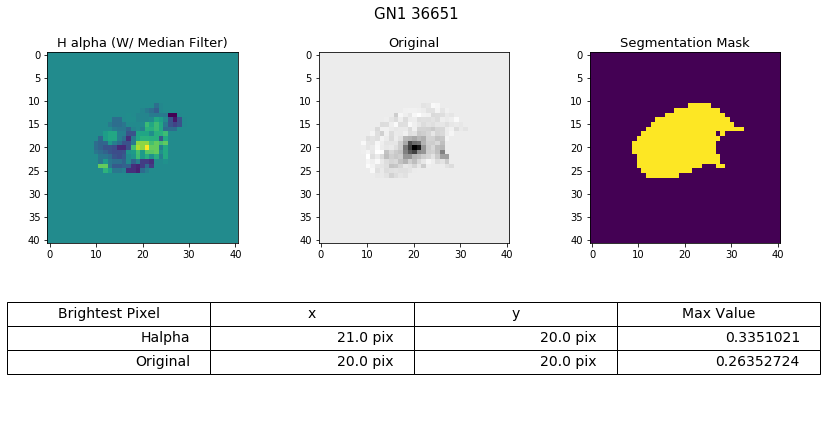 GN1 36651
H alpha (W/ Median Filter) Original Segmentation Mask
0 0 0
5 5 5
10 10 10
15 15 15
20 20 20
25 25 25
30 30 30
35 35 35
40 40 40
0 10 20 30 40 0 10 20 30 40 0 10 20 30 40
Brightest Pixel x y Max Value
Halpha 21.0 pix 20.0 pix 0.3351021
Original 20.0 pix 20.0 pix 0.26352724